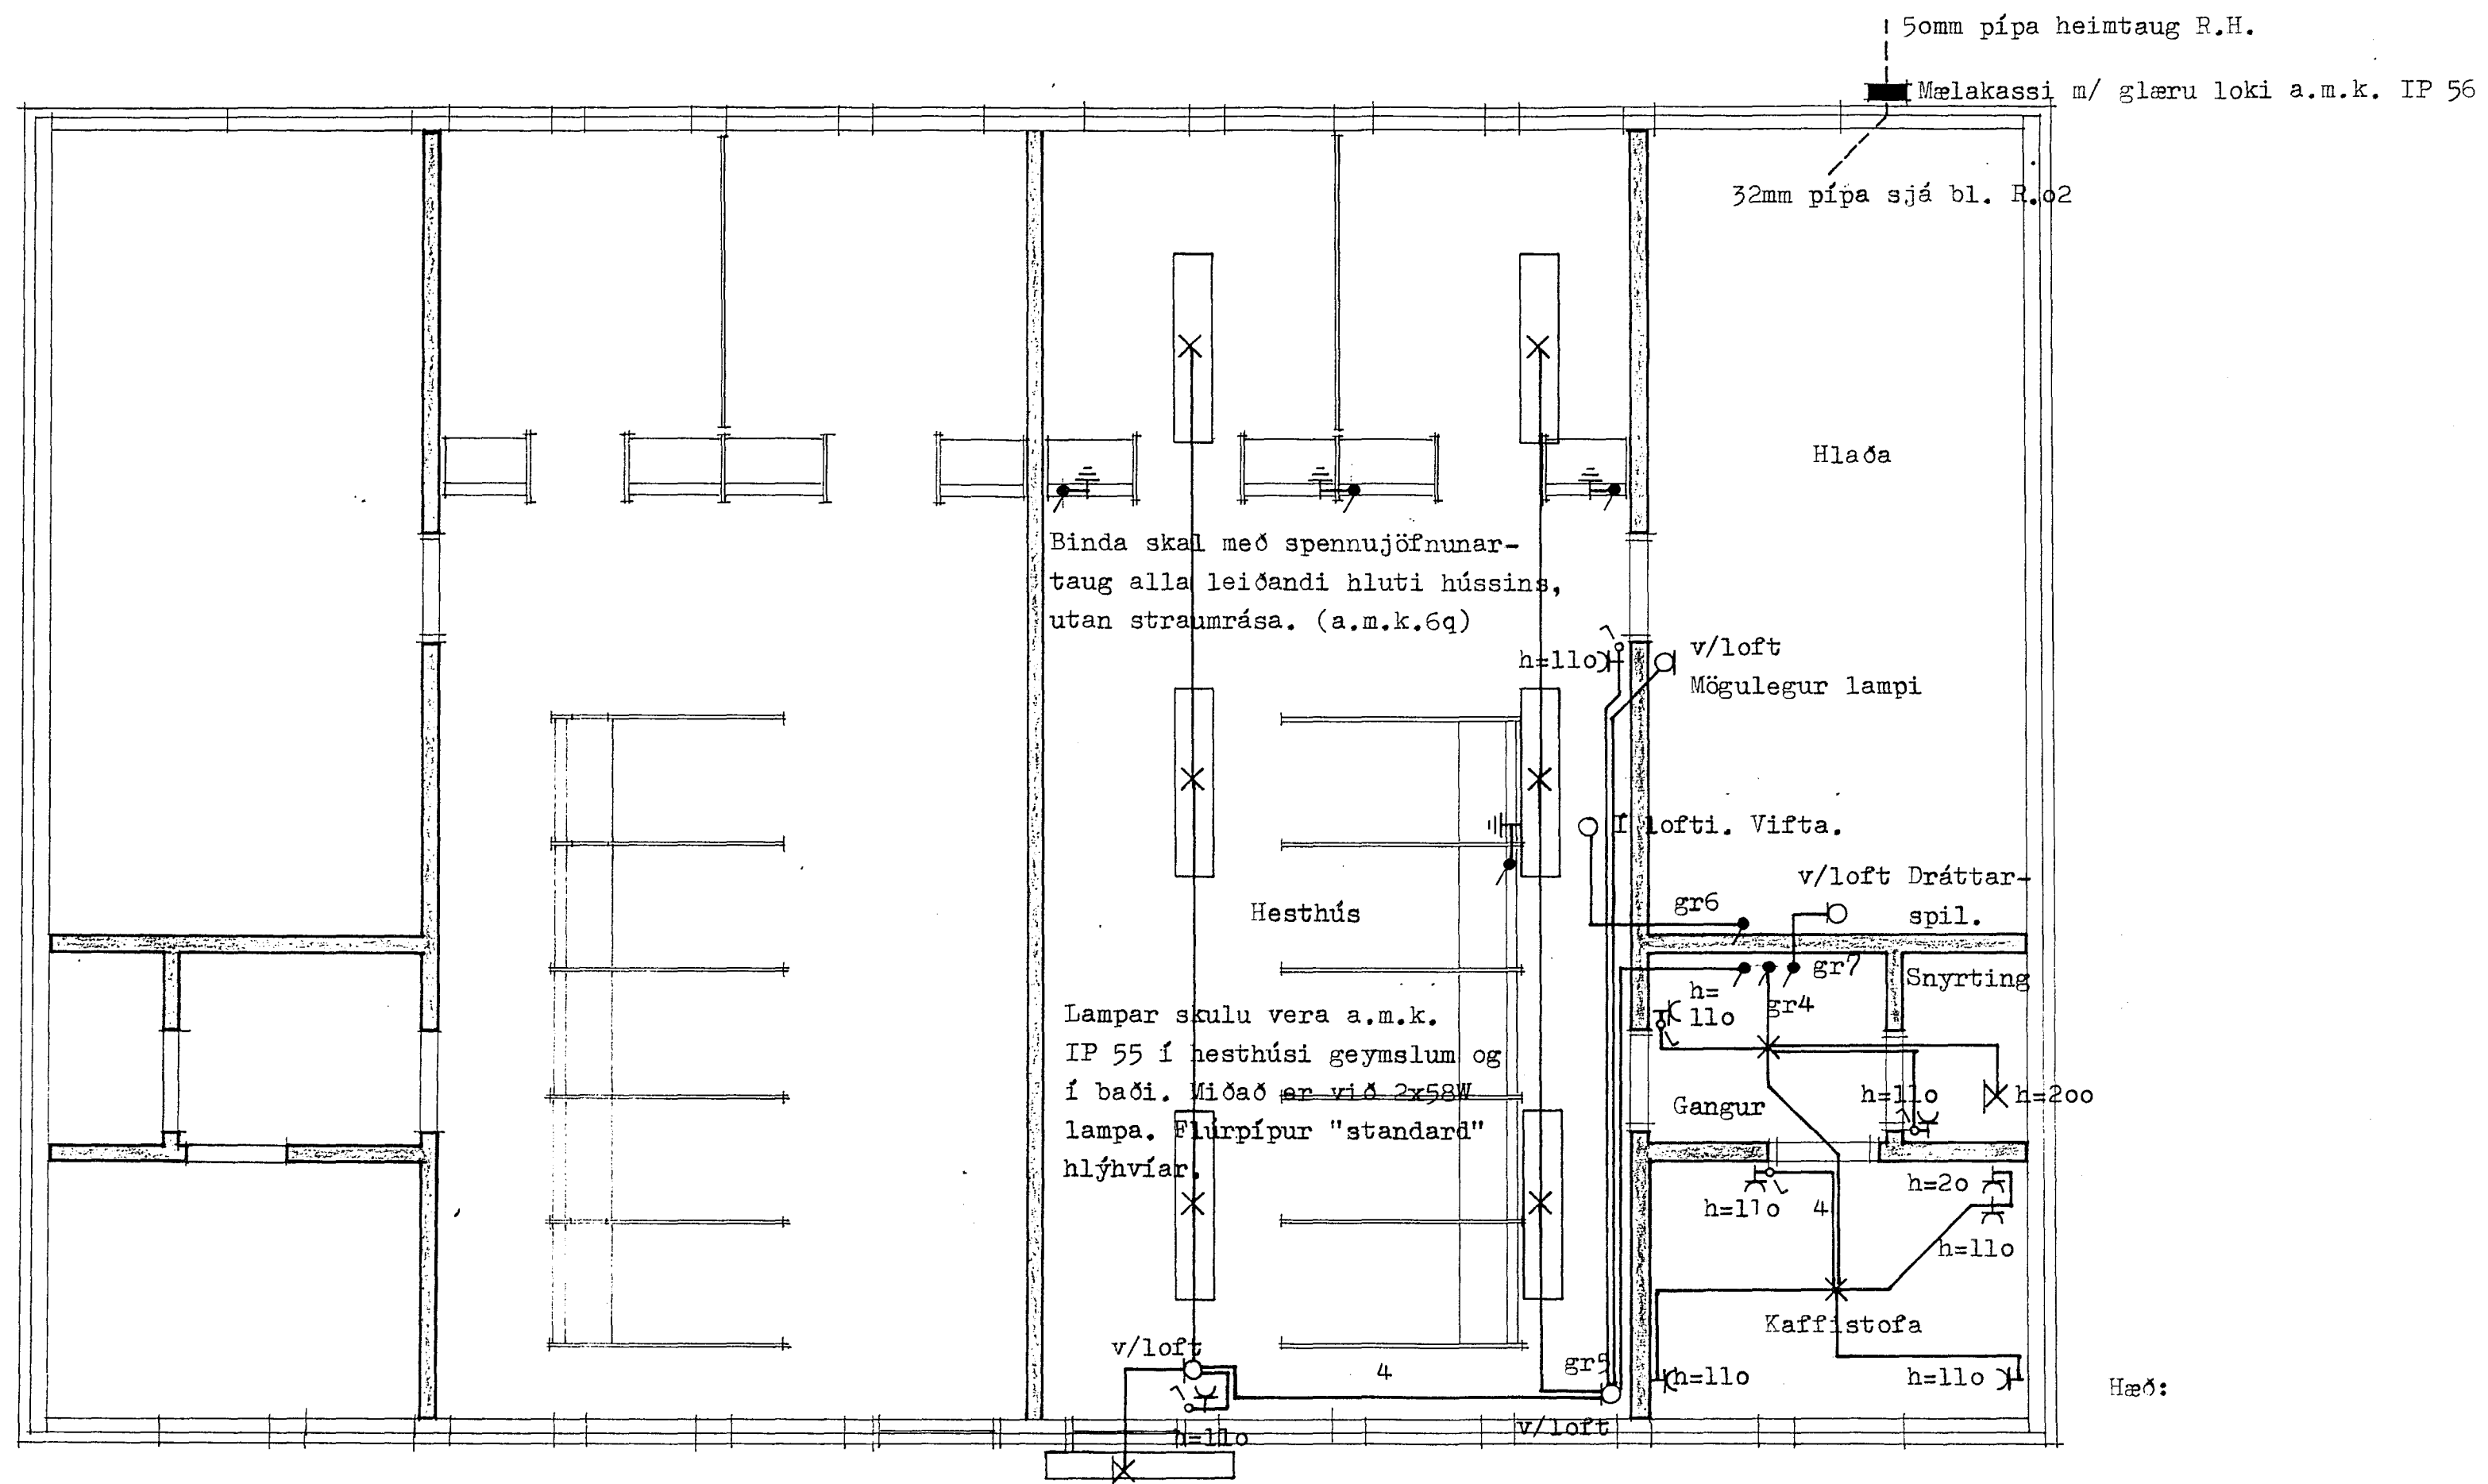 5omm pípa heimtaug R.H.
Mælakassi m/ glæru loki a.m.k. IP 56
32mm pípa sjá bl. R.o2
Hlaða
Binda skal með spennujöfnunar-
taug alla leiðandi hluti hússins,
utan straumrása. (a.m.k.6q)
h=11o
v/loft
Mögulegur lampi
Í lofti. Vifta.
v/loft Dráttar-
spil.
gr6
Hesthús
gr7
Snyrting
h=
11o
gr4
Lampar skulu vera a.m.k.
IP 55 í hesthúsi geymslum og
í baði. Miðað er við 2x58W
lampa. Flúrpípur "standard"
hlýhvíar.
Gangur
h=11o
h=2oo
h=2o
h=11o
4
h=11o
Kaffistofa
v/loft
4
gr5
h=11o
h=11o
Hæð:
v/loft
h=11o